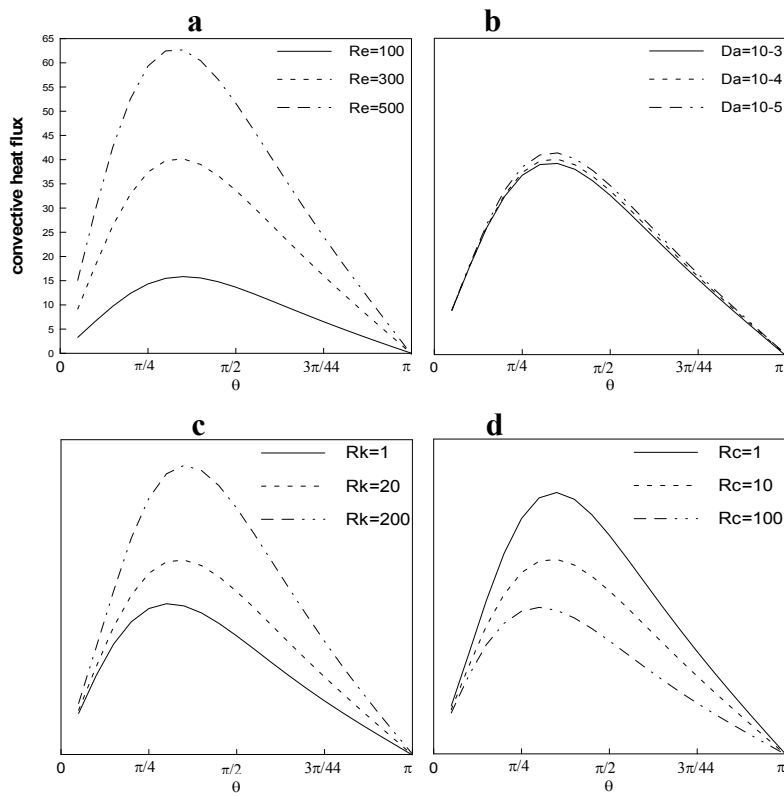 a
65
60
55
50
45
40
35
30
25
20
15
10
5
0
convective heat flux
Re=100
Re=300
Re=500
0
π/4
π/2
3π/44
π
θ
b
Da=10-3
Da=10-4
Da=10-5
0
π/4
π/2
3π/44
π
θ
c
Rk=1
Rk=20
Rk=200
0
π/4
π/2
3π/44
π
θ
d
Rc=1
Rc=10
Rc=100
0
π/4
π/2
3π/44
π
θ